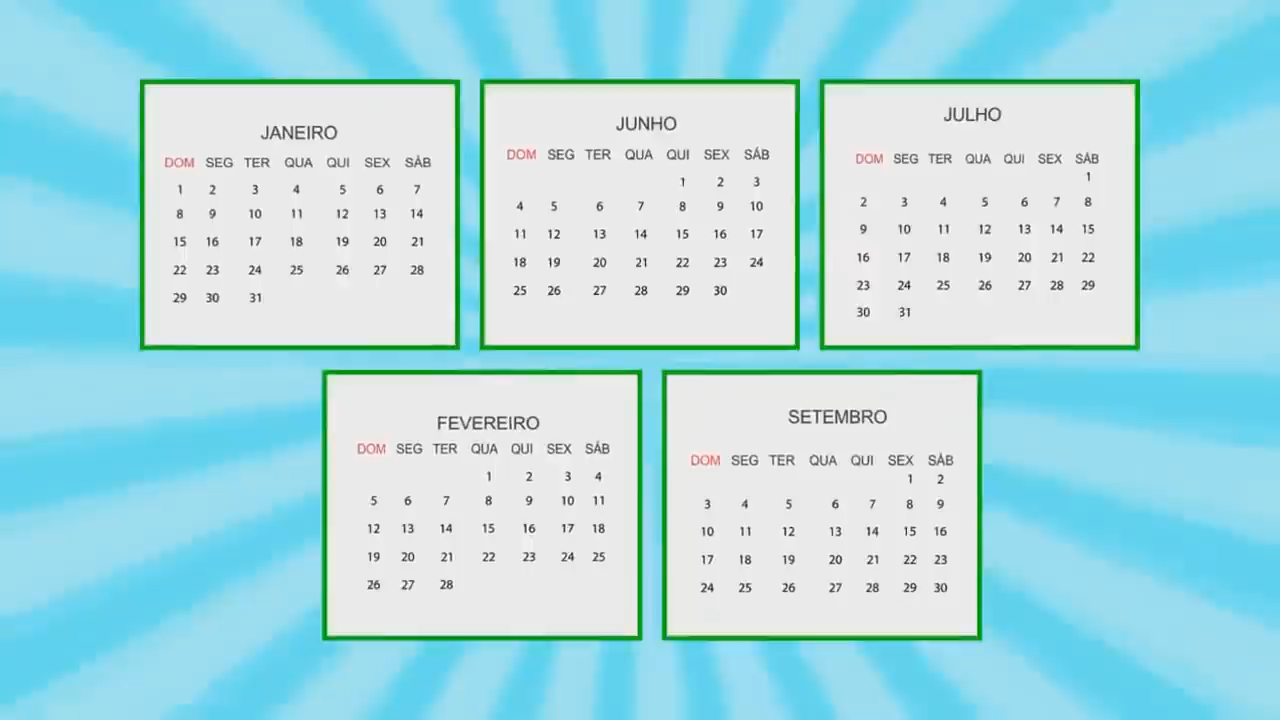 JANEIRO
DOM SEG TER QUA QUI SEX SÁB
1 2 3 4 5 6 7
8 9 10 11 12 13 14
15 16 17 18 19 20 21
22 23 24 25 26 27 28
29 30 31
JUNHO
DOM SEG TER QUA QUI SEX SÁB
1 2 3
4 5 6 7 8 9 10
11 12 13 14 15 16 17
18 19 20 21 22 23 24
25 26 27 28 29 30
JULHO
DOM SEG TER QUA QUI SEX SÁB
1
2 3 4 5 6 7 8
9 10 11 12 13 14 15
16 17 18 19 20 21 22
23 24 25 26 27 28 29
30 31
FEVEREIRO
DOM SEG TER QUA QUI SEX SÁB
1 2 3 4
5 6 7 8 9 10 11
12 13 14 15 16 17 18
19 20 21 22 23 24 25
26 27 28
SETEMBRO
DOM SEG TER QUA QUI SEX SÁB
1 2
3 4 5 6 7 8 9
10 11 12 13 14 15 16
17 18 19 20 21 22 23
24 25 26 27 28 29 30